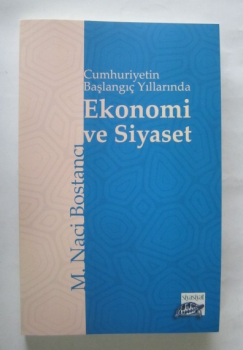 Cumhuriyetin
Başlangıç Yıllarında
Ekonomi
ve Siyaset
M. Naci Bostancı